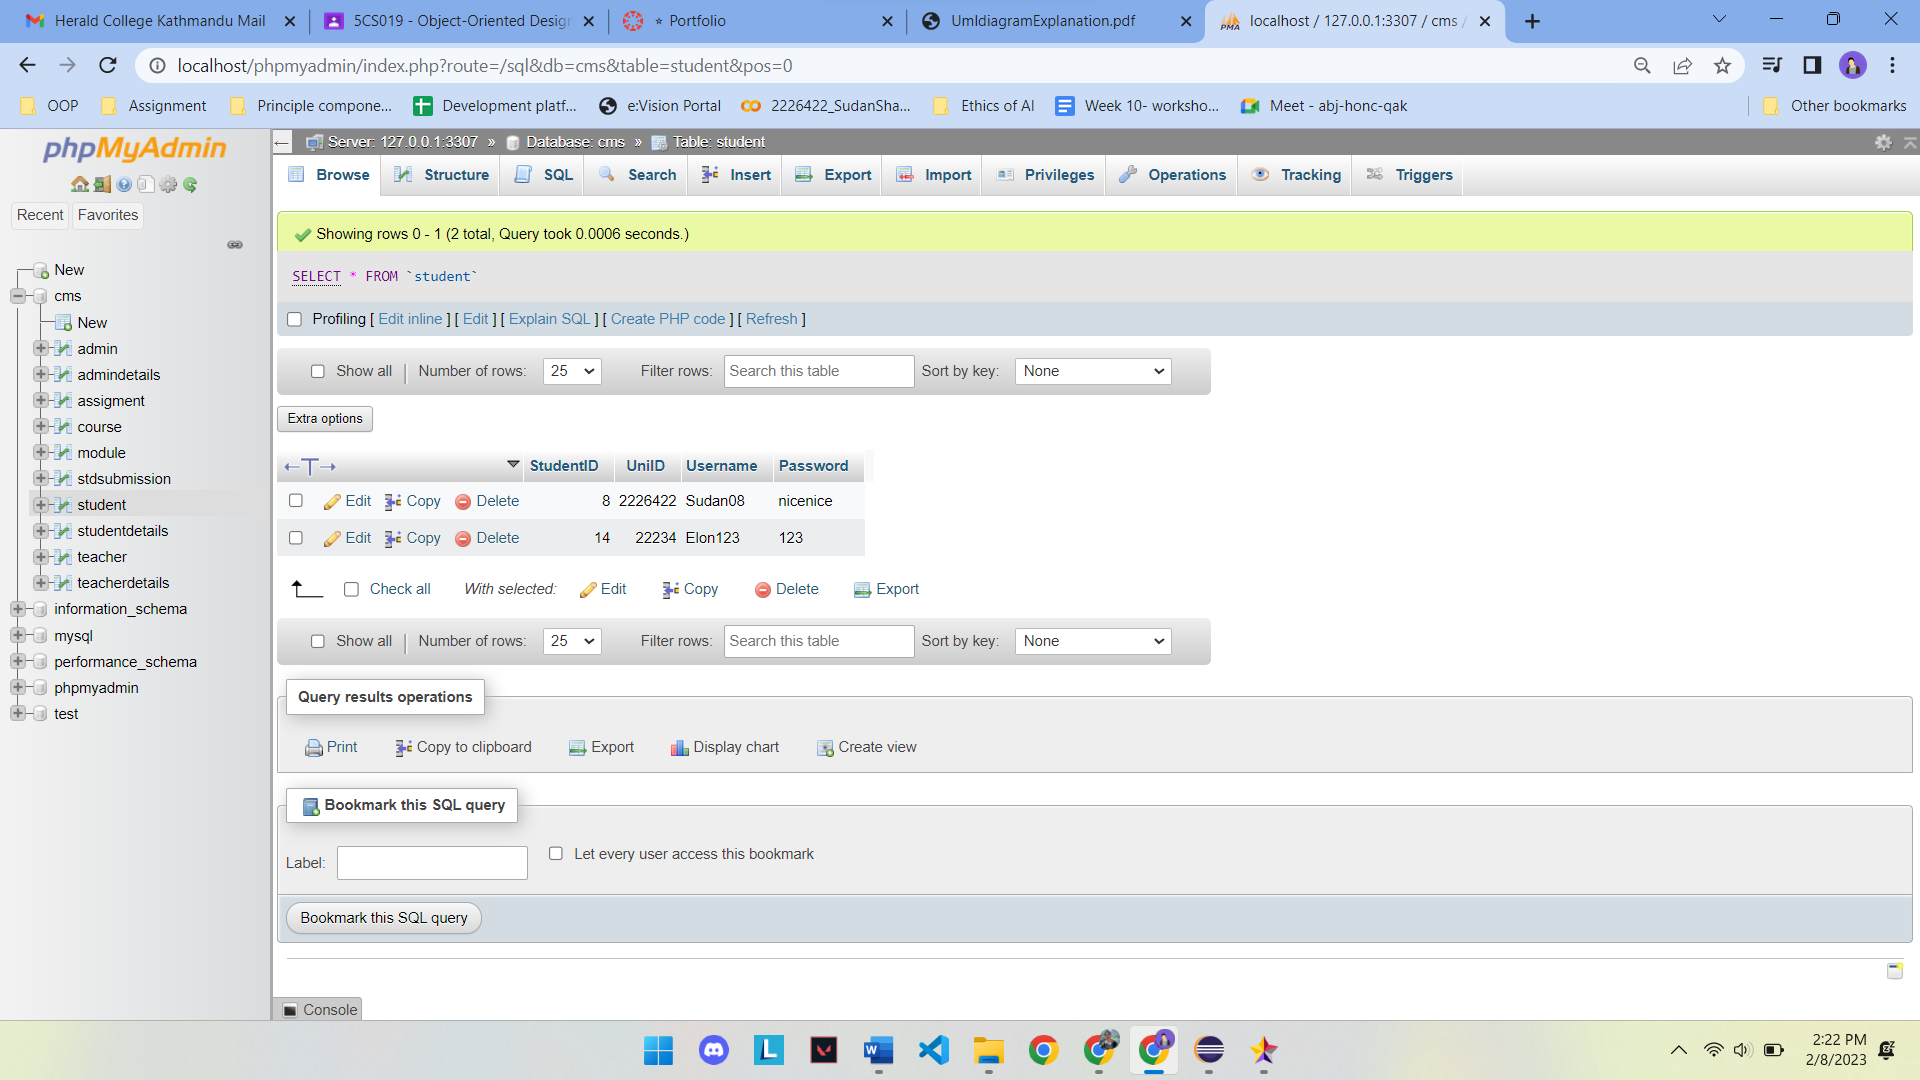 Herald College Kathmandu Mail
5CS019 - Object-Oriented Desig
⭐ Portfolio
UmldiagramExplanation.pdf
localhost / 127.0.0.1:3307 / cms /
localhost/phpmyadmin/index.php?route=/sql&db=cms&table=student&pos=0
OOP
Assignment
Principle compone...
Development platf...
e:Vision Portal
2226422_SudanSha...
Ethics of AI
Week 10- worksho...
Meet - abj-honc-qak
Other bookmarks
phpMyAdmin
Recent Favorites
New
cms
New
admin
admindetails
assigment
course
module
stdsubmission
student
studentdetails
teacher
teacherdetails
information_schema
mysql
performance_schema
phpmyadmin
test
Server: 127.0.0.1:3307 » Database: cms » Table: student
Browse Structure SQL Search Insert Export Import Privileges Operations Tracking Triggers
Showing rows 0 - 1 (2 total, Query took 0.0006 seconds.)
SELECT * FROM `student`
Profiling [ Edit inline ] [ Edit ] [ Explain SQL ] [ Create PHP code ] [ Refresh ]
Show all Number of rows: 25 Filter rows: Search this table Sort by key: None
Extra options
←T→ StudentID UniID Username Password
Edit Copy Delete 8 2226422 Sudan08 nicenice
Edit Copy Delete 14 22234 Elon123 123
Check all With selected: Edit Copy Delete Export
Show all Number of rows: 25 Filter rows: Search this table Sort by key: None
Query results operations
Print Copy to clipboard Export Display chart Create view
Bookmark this SQL query
Label: Let every user access this bookmark
Bookmark this SQL query
Console
2:22 PM
2/8/2023